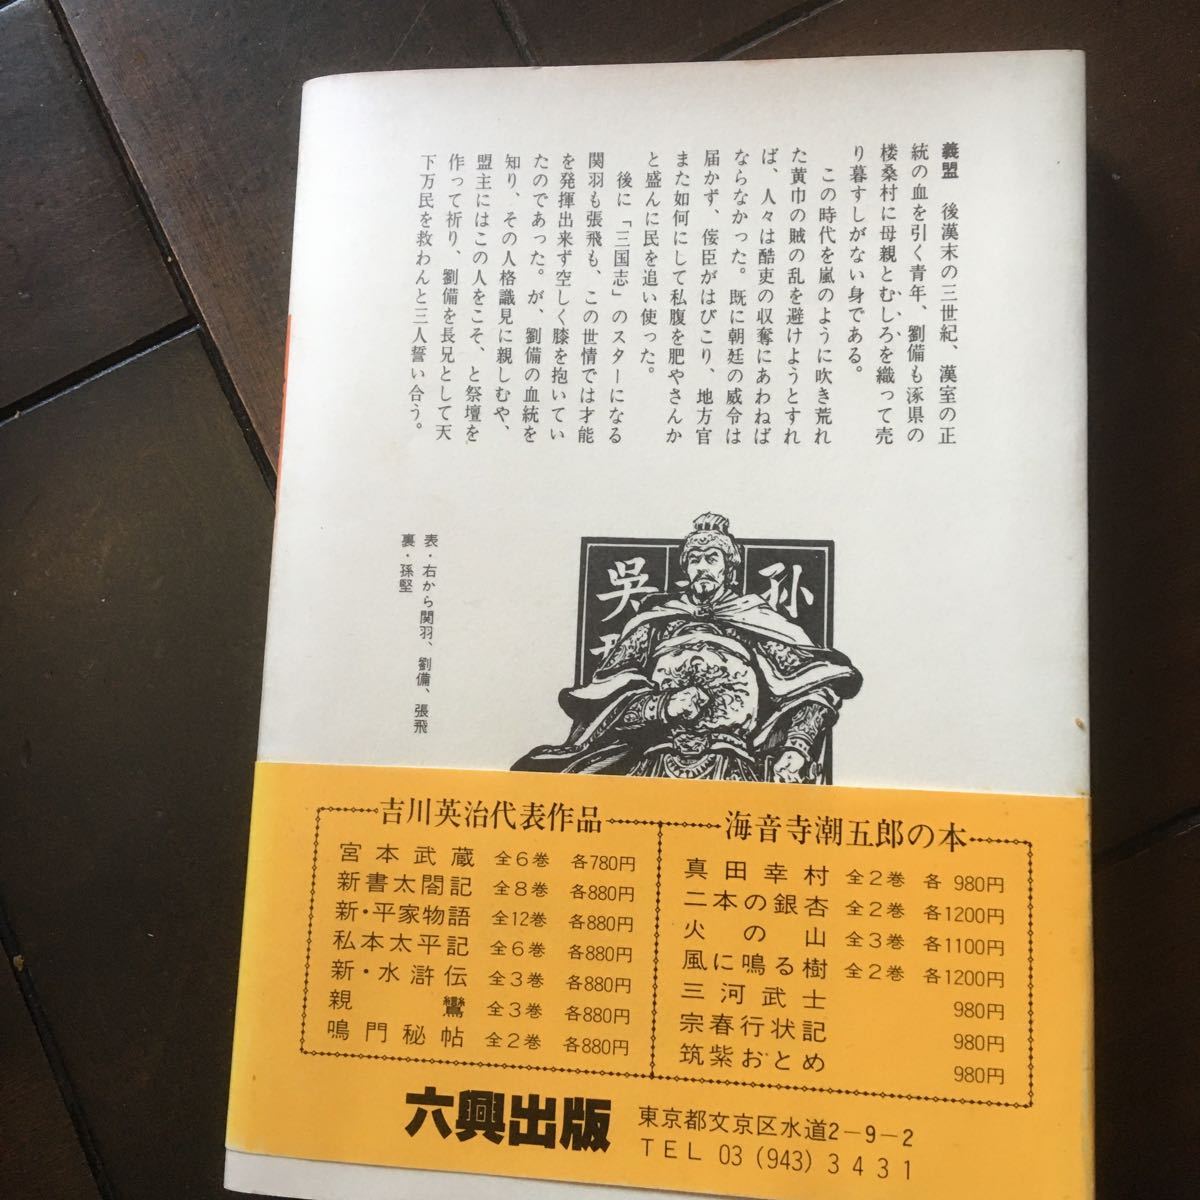 義盟　後漢末の三世紀、漢室の正
統の血を引く青年、劉備も涿県の
楼桑村に母親とむしろを織って売
り暮すしがない身である。
この時代を嵐のように吹き荒れ
た黄巾の賊の乱を避けようとすれ
ば、人々は酷吏の収奪にあわねば
ならなかった。既に朝廷の威令は
届かず、侫臣がはびこり、地方官
また如何にして私腹を肥やさんか
と盛んに民を追い使った。
後に「三国志」のスターになる
関羽も張飛も、この世情では才能
を発揮出来ず空しく膝を抱いてい
たのであった。が、劉備の血統を
知り、その人格識見に親しむや、
盟主にはこの人をこそ、と祭壇を
作って祈り、劉備を長兄として天
下万民を救わんと三人誓い合う。
表・右から関羽、劉備、張飛
裏・孫堅
孙
吳
吉川英治代表作品
宮本武蔵 全6巻 各780円
新書太閤記 全8巻 各880円
新・平家物語 全12巻 各880円
私本太平記 全6巻 各880円
新・水滸伝 全3巻 各880円
親鸞 全3巻 各880円
鳴門秘帖 全2巻 各880円
海音寺潮五郎の本
真田幸村 全2巻 各980円
二本の銀杏 全2巻 各1200円
火の山 全3巻 各1100円
風に鳴る樹 全2巻 各1200円
三河武士 980円
宗春行状記 980円
筑紫おとめ 980円
六興出版
東京都文京区水道2-9-2
TEL 03 (943) 3431